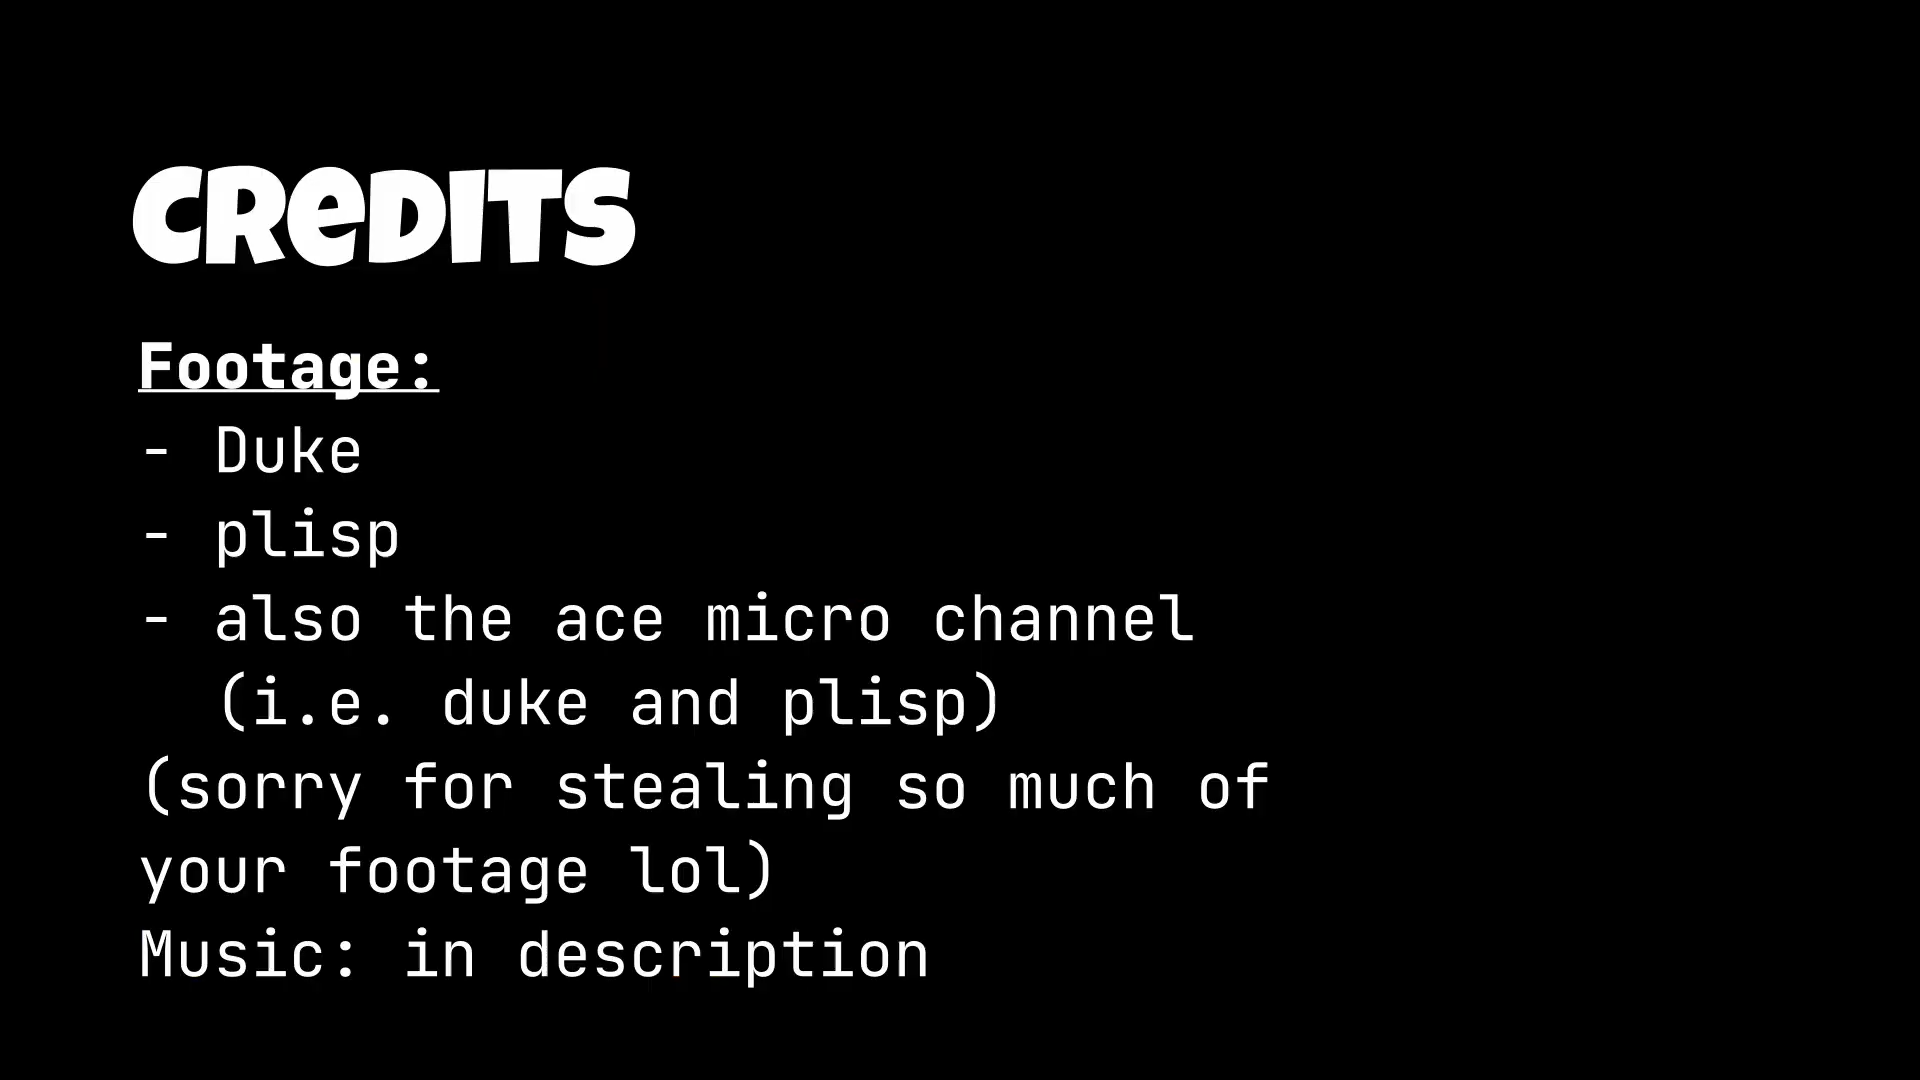 CReDITS
Footage:
- Duke
- plisp
- also the ace micro channel
(i.e. duke and plisp)
(sorry for stealing so much of
your footage lol)
Music: in description